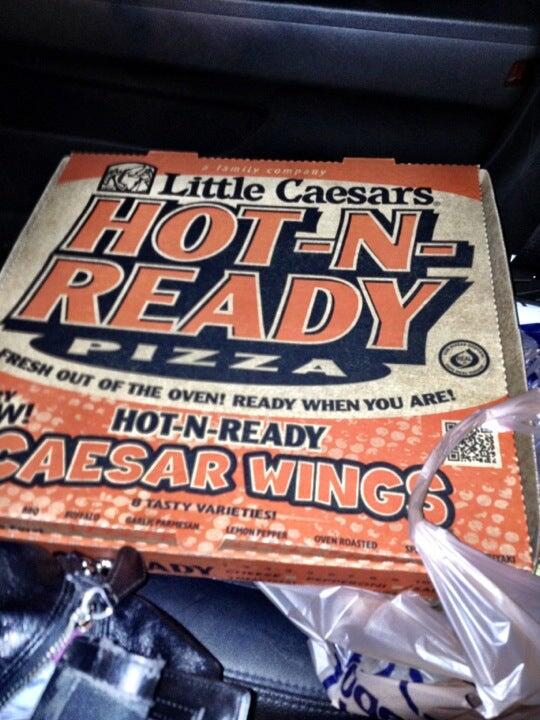 a family company
Little Caesars®
HOT-N-
READY
PIZZA
FRESH OUT OF THE OVEN! READY WHEN YOU ARE!
HOT-N-READY
CAESAR WINGS
8 TASTY VARIETIES!
BBQ BUFFALO GARLIC PARMESAN LEMON PEPPER OVEN ROASTED